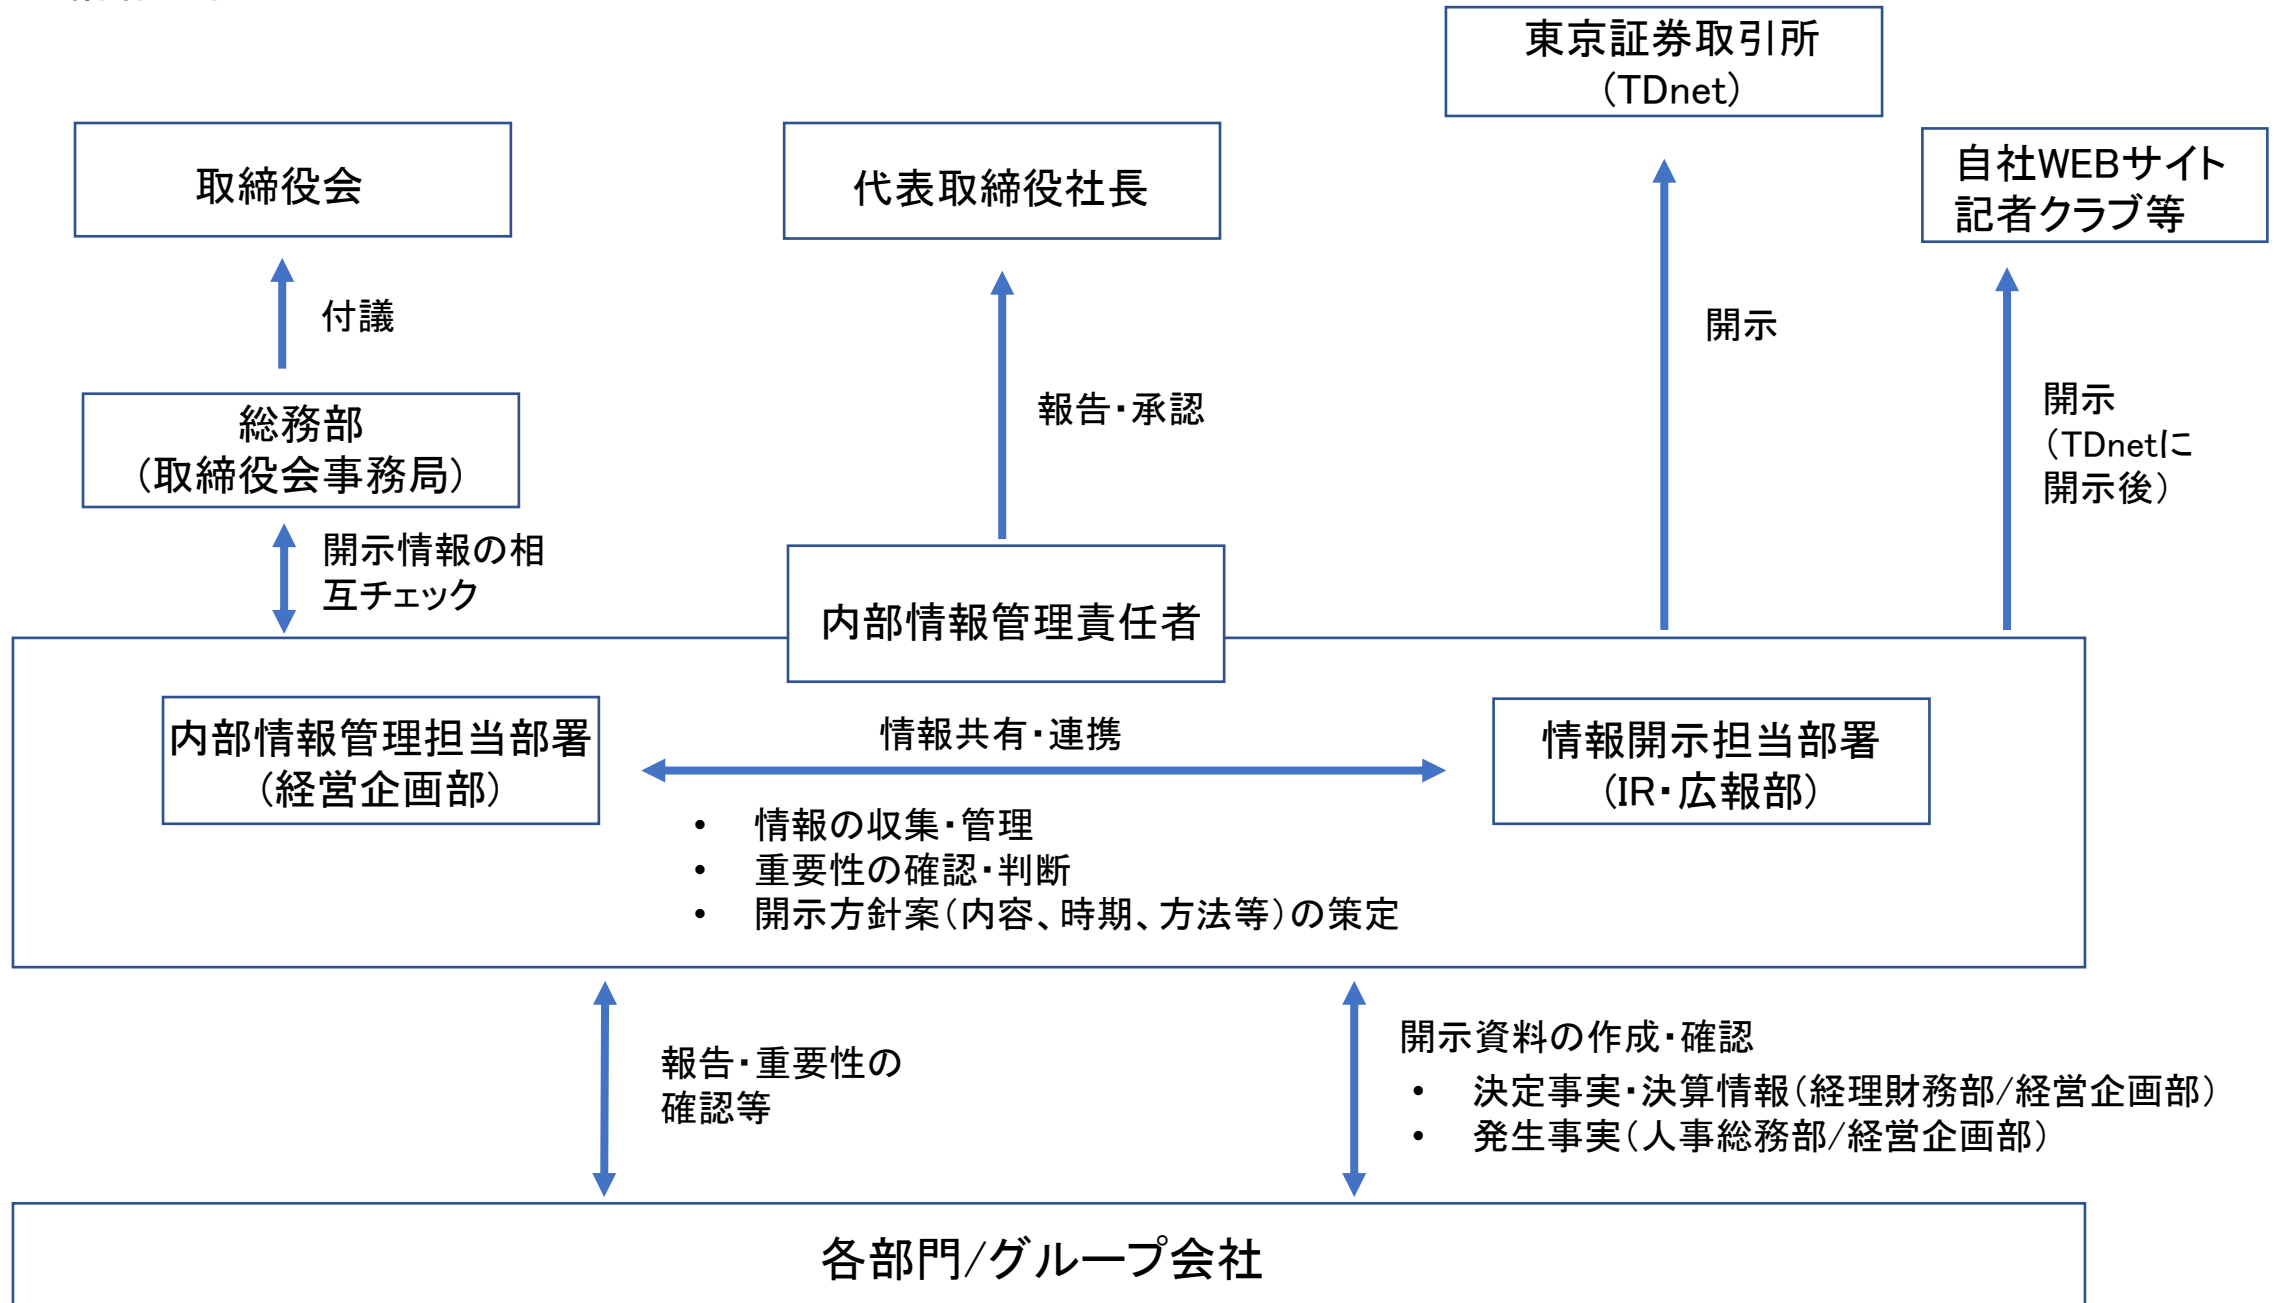 東京証券取引所
(TDnet)
取締役会
代表取締役社長
自社WEBサイト
記者クラブ等
付議
開示
総務部
(取締役会事務局)
報告・承認
開示
(TDnetに
開示後)
開示情報の相
互チェック
内部情報管理責任者
内部情報管理担当部署
(経営企画部)
情報共有・連携
情報開示担当部署
(IR・広報部)
• 情報の収集・管理
• 重要性の確認・判断
• 開示方針案(内容、時期、方法等)の策定
報告・重要性の
確認等
開示資料の作成・確認
• 決定事実・決算情報(経理財務部/経営企画部)
• 発生事実(人事総務部/経営企画部)
各部門/グループ会社